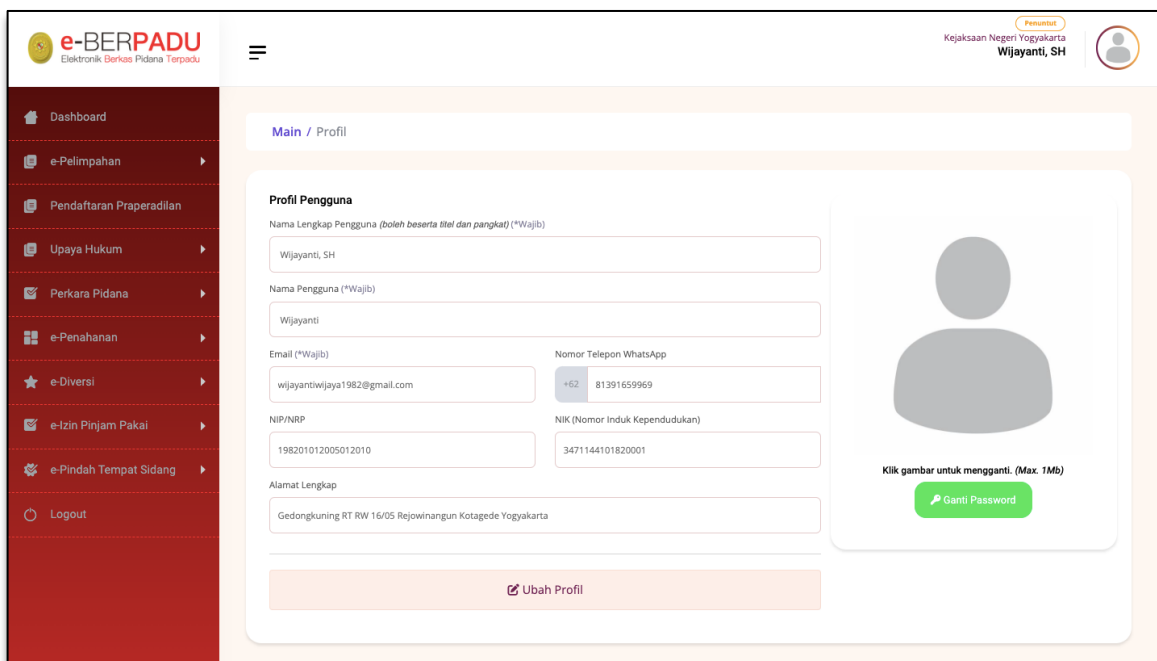 e-BERPADU
Elektronik Berkas Pidana Terpadu
Penuntut
Kejaksaan Negeri Yogyakarta
Wijayanti, SH
Dashboard
e-Pelimpahan
Pendaftaran Praperadilan
Upaya Hukum
Perkara Pidana
e-Penahanan
e-Diversi
e-Izin Pinjam Pakai
e-Pindah Tempat Sidang
Logout
Main / Profil
Profil Pengguna
Nama Lengkap Pengguna (boleh beserta titel dan pangkat) (*Wajib)
Wijayanti, SH
Nama Pengguna (*Wajib)
Wijayanti
Email (*Wajib)
wijayantiwijaya1982@gmail.com
Nomor Telepon WhatsApp
+62 81391659969
NIP/NRP
198201012005012010
NIK (Nomor Induk Kependudukan)
3471144101820001
Alamat Lengkap
Gedongkuning RT RW 16/05 Rejowinangun Kotagede Yogyakarta
Ubah Profil
Klik gambar untuk mengganti. (Max. 1Mb)
Ganti Password